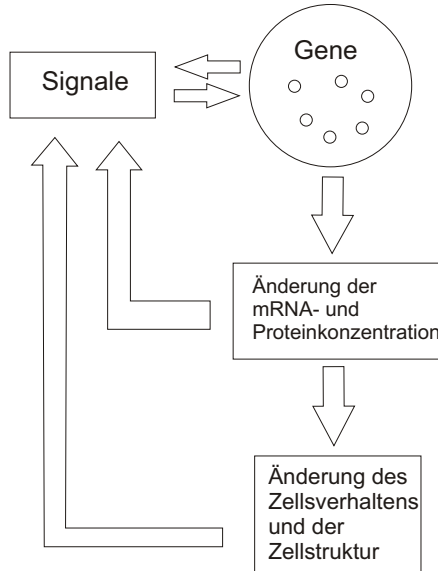 Signale
Gene
Änderung der
mRNA- und
Proteinkonzentration
Änderung des
Zellsverhaltens
und der
Zellstruktur